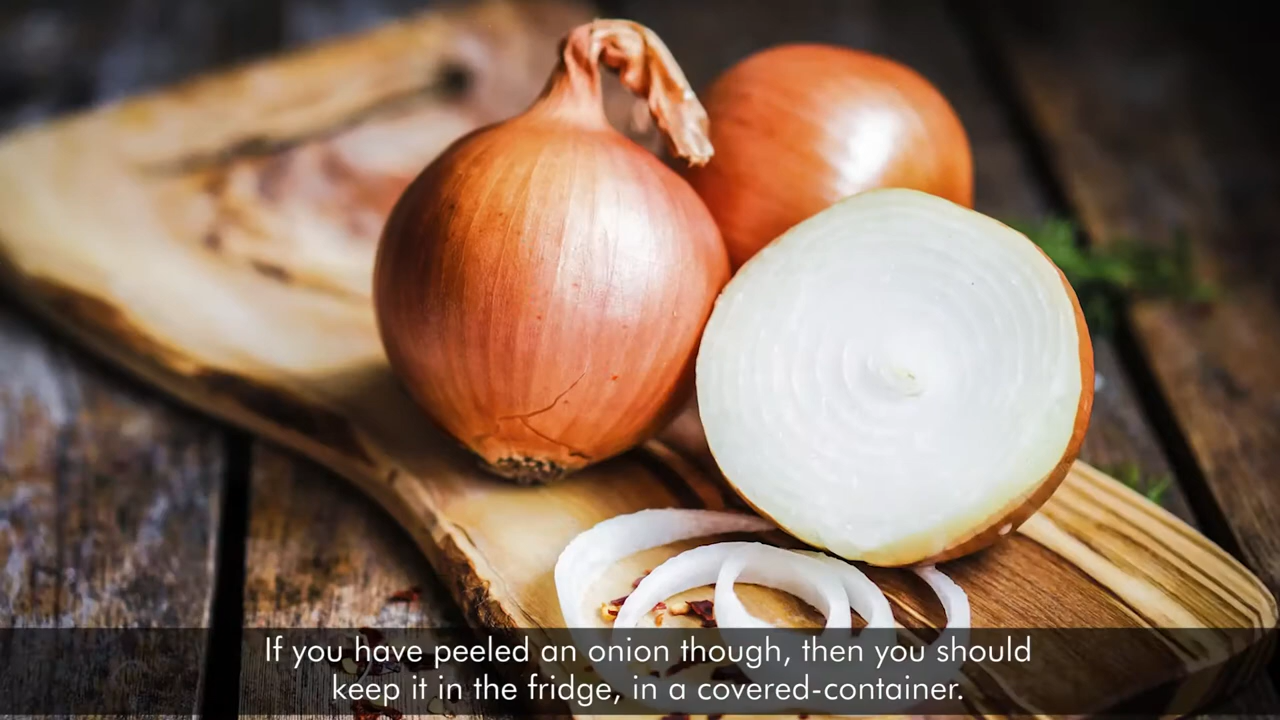 If you have peeled an onion though, then you should
keep it in the fridge, in a covered-container.